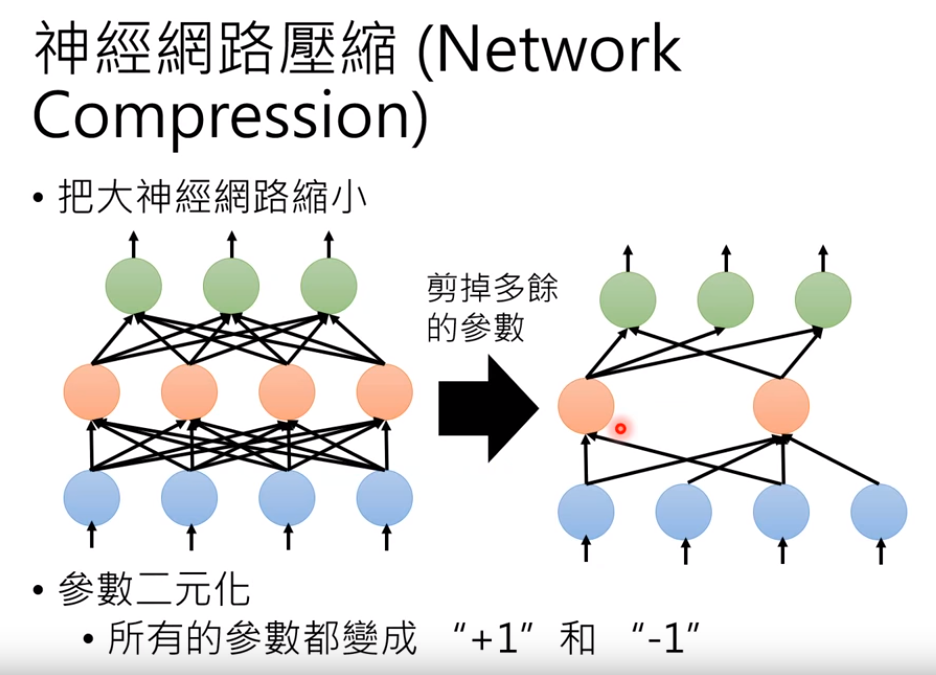 神經網路壓縮 (Network
Compression)
• 把大神經網路縮小
剪掉多餘
的參數
• 參數二元化
• 所有的參數都變成 “+1” 和 “-1”